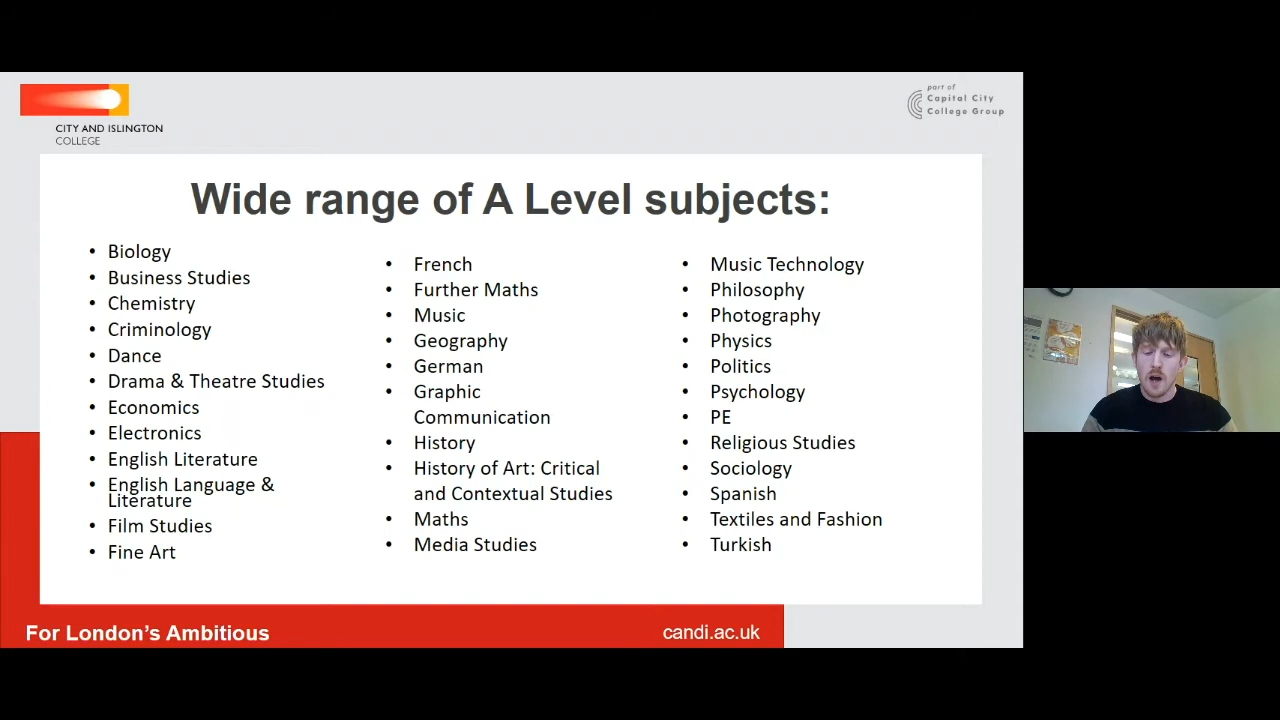 CITY AND ISLINGTON
COLLEGE
part of
Capital City
College Group
Wide range of A Level subjects:
• Biology
• Business Studies
• Chemistry
• Criminology
• Dance
• Drama & Theatre Studies
• Economics
• Electronics
• English Literature
• English Language &
Literature
• Film Studies
• Fine Art
• French
• Further Maths
• Music
• Geography
• German
• Graphic
Communication
• History
• History of Art: Critical
and Contextual Studies
• Maths
• Media Studies
• Music Technology
• Philosophy
• Photography
• Physics
• Politics
• Psychology
• PE
• Religious Studies
• Sociology
• Spanish
• Textiles and Fashion
• Turkish
For London's Ambitious
candi.ac.uk